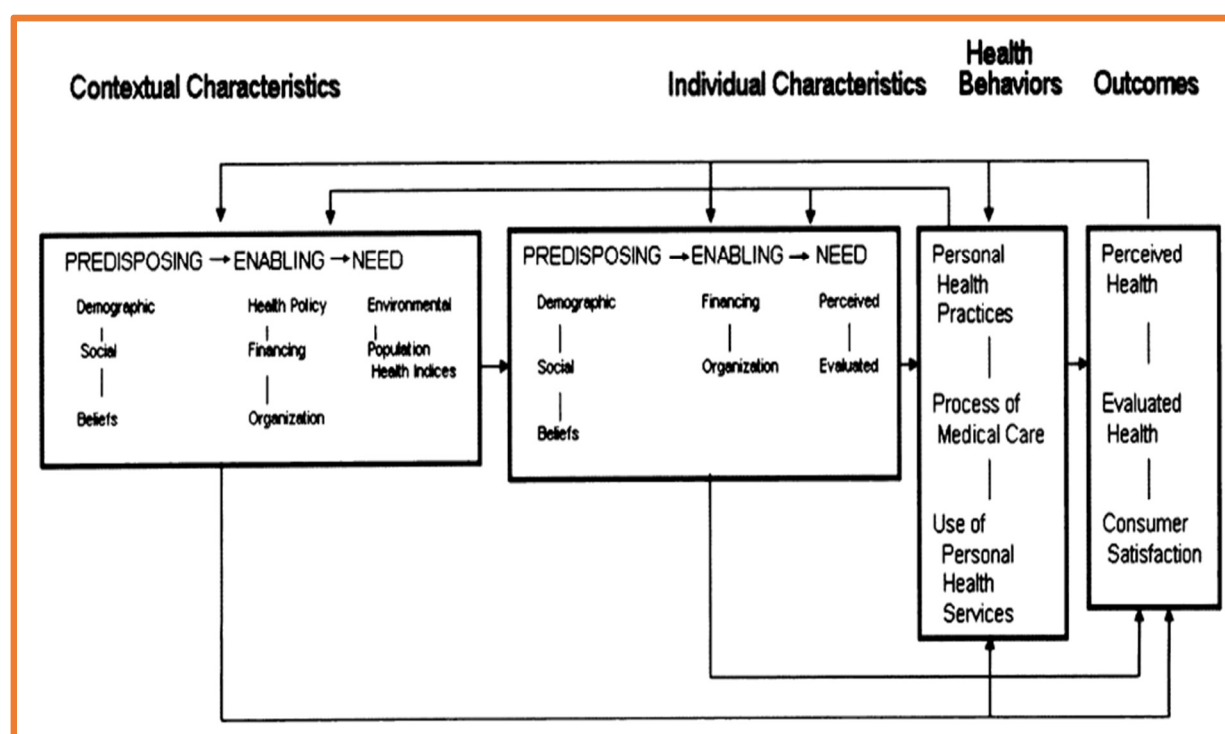 Contextual Characteristics
Individual Characteristics
Health
Behaviors
Outcomes
PREDISPOSING → ENABLING → NEED
Demographic
Social
Beliefs
Health Policy
Financing
Organization
Environmental
Population
Health Indices
PREDISPOSING → ENABLING → NEED
Demographic
Social
Beliefs
Financing
Organization
Perceived
Evaluated
Personal
Health
Practices
Process of
Medical Care
Use of
Personal
Health
Services
Perceived
Health
Evaluated
Health
Consumer
Satisfaction